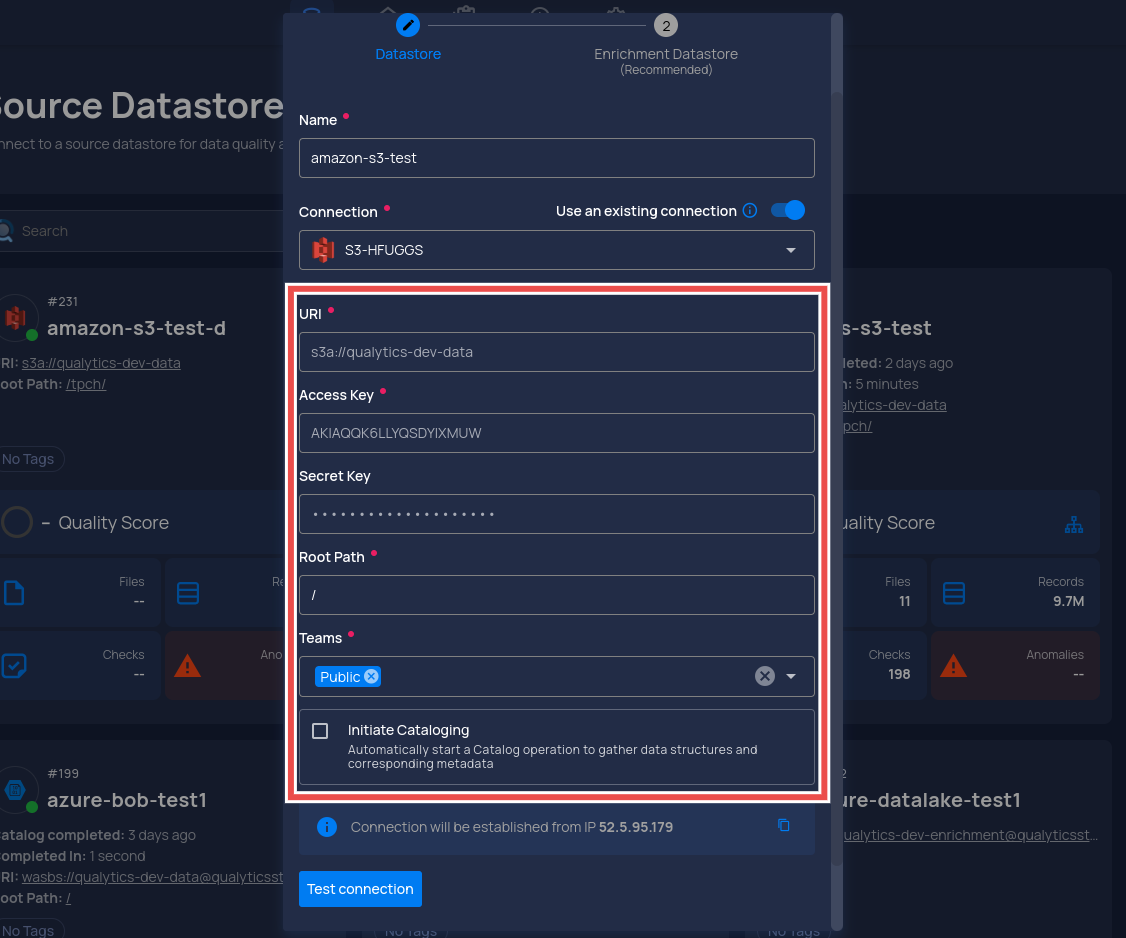 Datastore
2
Enrichment Datastore
(Recommended)
Source Datastore
nnect to a source datastore for data quality a
Name
amazon-s3-test
Connection
Use an existing connection
S3-HFUGGS
Search
URI
s3a://qualytics-dev-data
Access Key
AKIAQQK6LLYQSDYIXMUW
Secret Key
••••••••••••••••••••
Root Path
/
Teams
Public
Initiate Cataloging
Automatically start a Catalog operation to gather data structures and
corresponding metadata
Connection will be established from IP 52.5.95.179
Test connection
#231
amazon-s3-test-d
RI: s3a://qualytics-dev-data
oot Path: /tpch/
No Tags
– Quality Score
Files
--
Re
Checks
--
Ano
#199
azure-bob-test1
Catalog completed: 3 days ago
Completed In: 1 second
RI: wasbs://qualytics-dev-data@qualyticsst
oot Path: /
No Tags
s-s3-test
leted: 2 days ago
n: 5 minutes
alytics-dev-data
pch/
uality Score
Files
11
Records
9.7M
Checks
198
Anomalies
--
2
ure-datalake-test1
ualytics-dev-enrichment@qualyticsst...
No Tags
No Tags